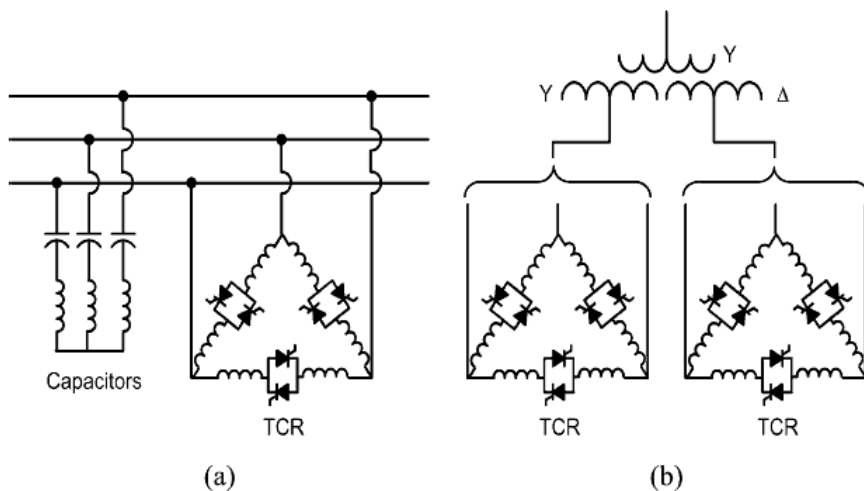 Y
Y
Δ
Capacitors
TCR
TCR
TCR
(a)
(b)